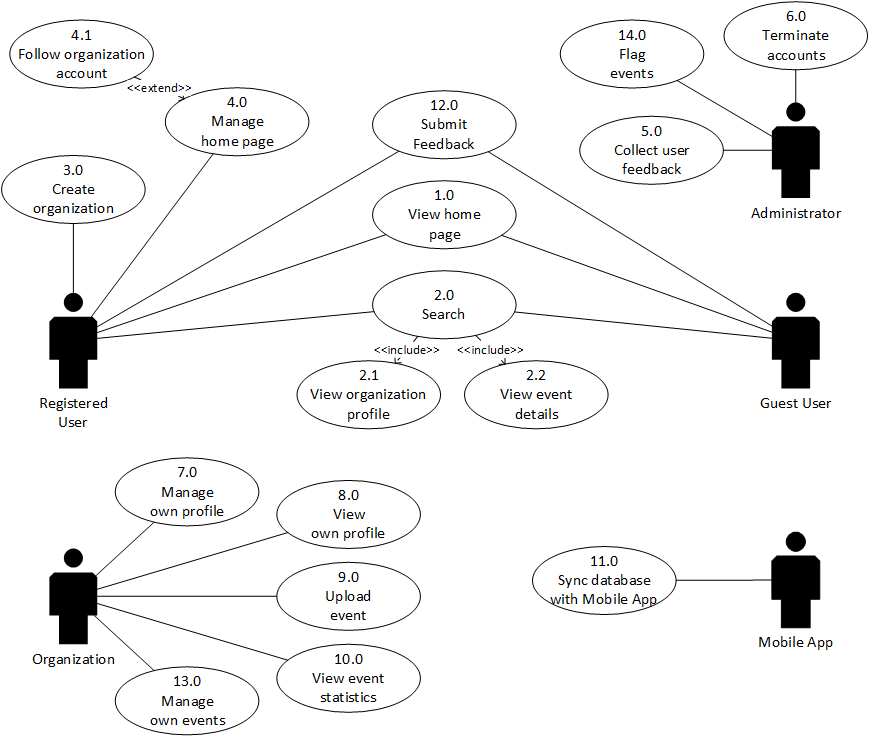 4.1
Follow organization
account
<<extend>>
4.0
Manage
home page
3.0
Create
organization
12.0
Submit
Feedback
1.0
View home
page
2.0
Search
<<include>>
<<include>>
2.1
View organization
profile
2.2
View event
details
14.0
Flag
events
6.0
Terminate
accounts
5.0
Collect user
feedback
Administrator
Registered
User
Guest User
7.0
Manage
own profile
8.0
View
own profile
9.0
Upload
event
10.0
View event
statistics
13.0
Manage
own events
Organization
11.0
Sync database
with Mobile App
Mobile App